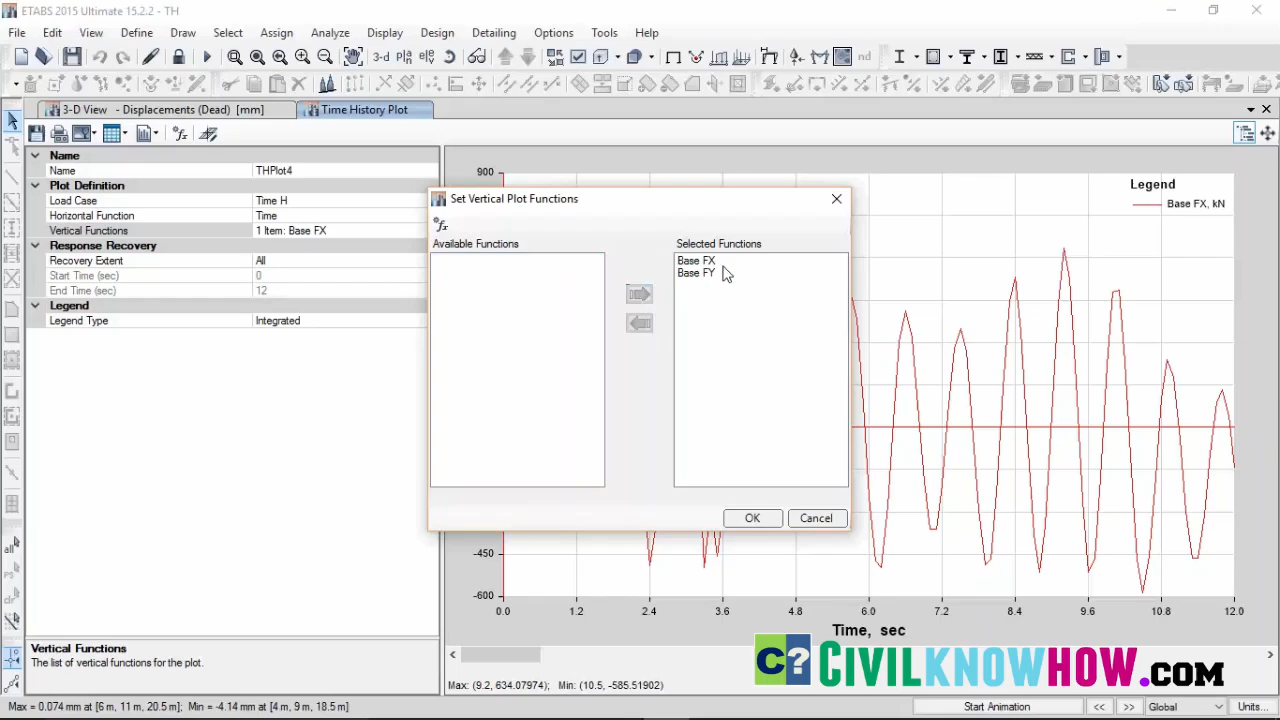 ETABS 2015 Ultimate 15.2.2 - TH
File Edit View Define Draw Select Assign Analyze Display Design Detailing Options Tools Help
3-d
nd
3-D View - Displacements (Dead) [mm]
Time History Plot
Name
Name THPlot4
Plot Definition
Load Case Time H
Horizontal Function Time
Vertical Functions 1 Item: Base FX
Response Recovery
Recovery Extent All
Start Time (sec) 0
End Time (sec) 12
Legend
Legend Type Integrated
Set Vertical Plot Functions
Available Functions
Selected Functions
Base FX
Base FY
OK Cancel
900
-450
-600
Legend
Base FX, kN
0.0 1.2 2.4 3.6 4.8 6.0 7.2 8.4 9.6 10.8 12.0
Time, sec
all
Vertical Functions
The list of vertical functions for the plot.
Max: (9.2, 634.07974); Min: (10.5, -585.51902)
C? CIVILKNOWHOW.COM
Max = 0.074 mm at [6 m, 11 m, 20.5 m]; Min = -4.14 mm at [4 m, 9 m, 18.5 m]
Start Animation << >> Global Units...